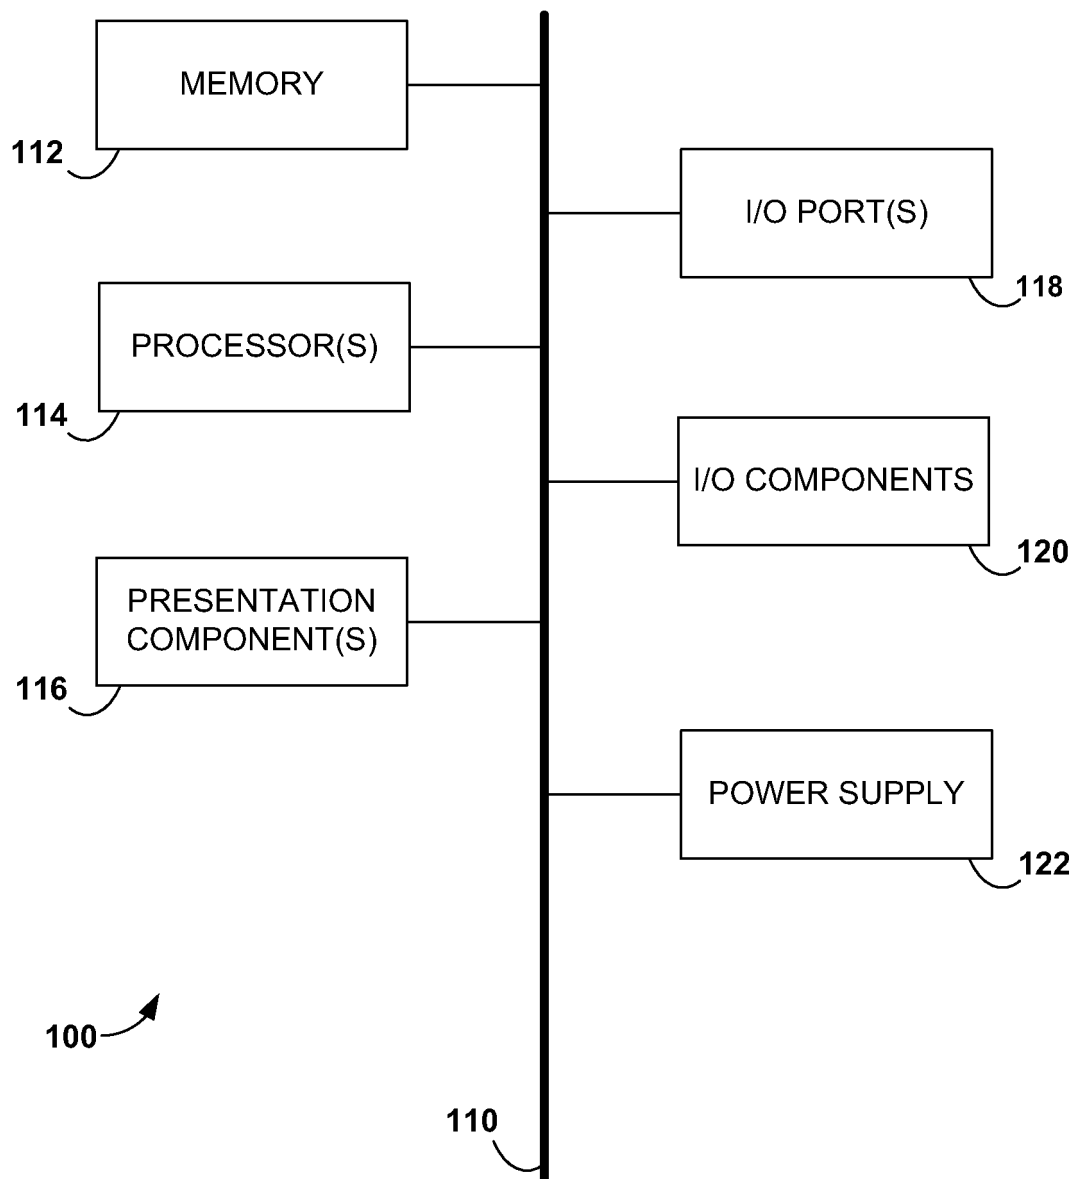 MEMORY
112
I/O PORT(S)
118
PROCESSOR(S)
114
I/O COMPONENTS
120
PRESENTATION
COMPONENT(S)
116
POWER SUPPLY
122
100
110